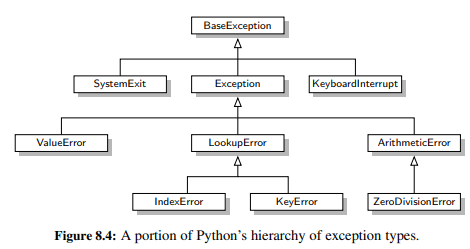 BaseException
SystemExit
Exception
KeyboardInterrupt
ValueError
LookupError
ArithmeticError
IndexError
KeyError
ZeroDivisionError
Figure 8.4: A portion of Python's hierarchy of exception types.